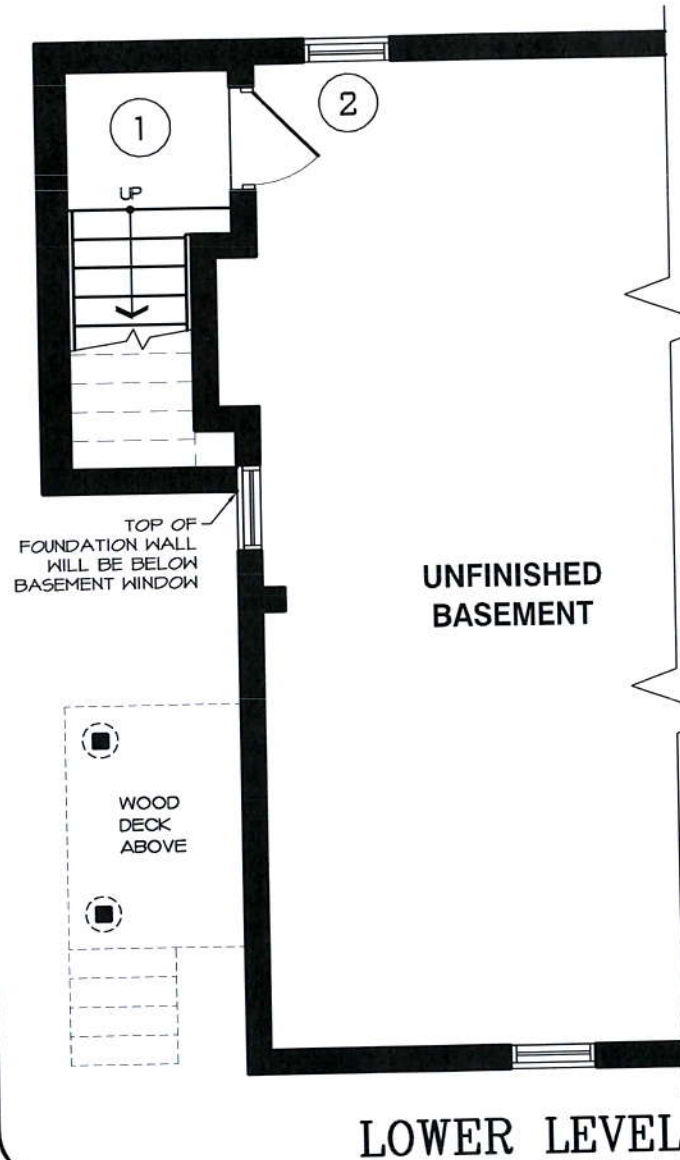 1
2
UP
TOP OF
FOUNDATION WALL
WILL BE BELOW
BASEMENT WINDOW
UNFINISHED
BASEMENT
WOOD
DECK
ABOVE
LOWER LEVEL